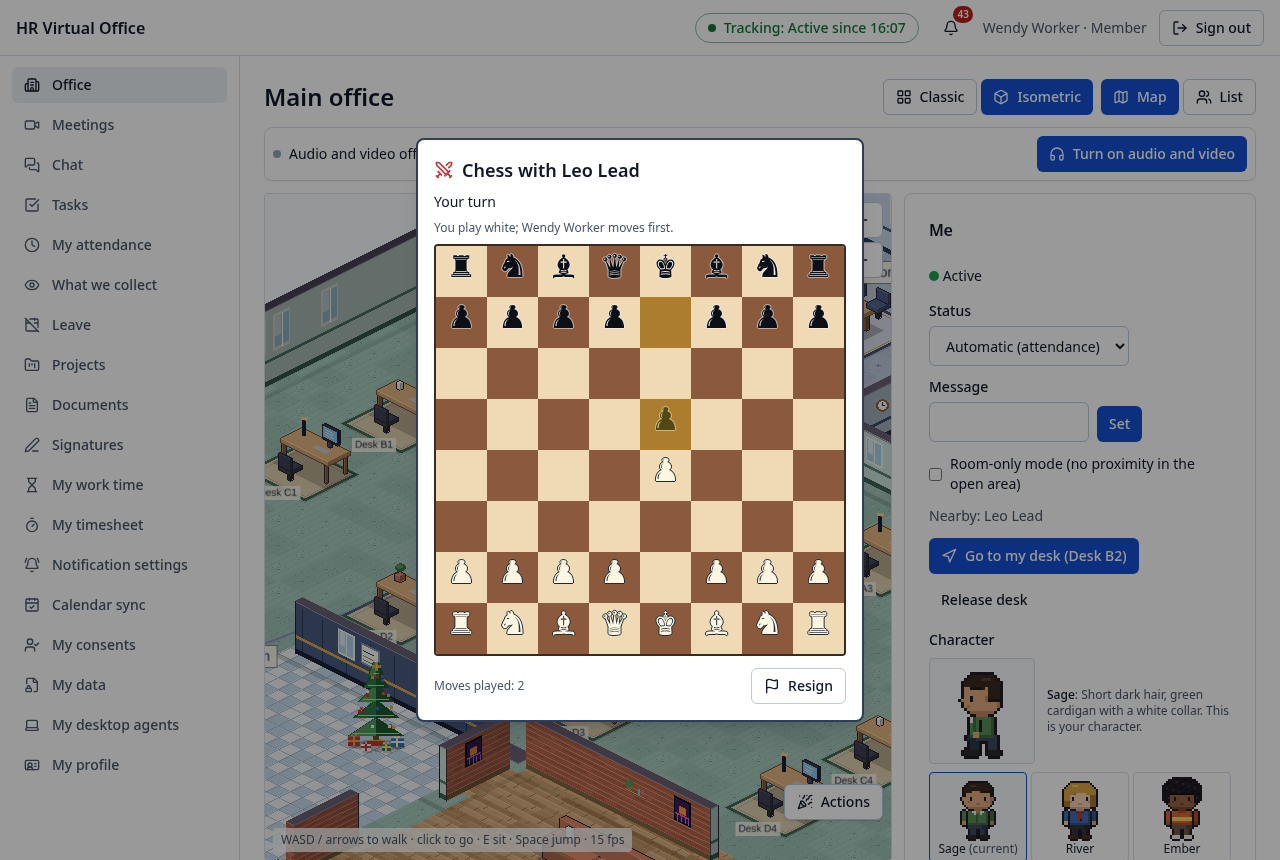 HR Virtual Office
Tracking: Active since 16:07
43
Wendy Worker · Member
Sign out
Office
Meetings
Chat
Tasks
My attendance
What we collect
Leave
Projects
Documents
Signatures
My work time
My timesheet
Notification settings
Calendar sync
My consents
My data
My desktop agents
My profile
Main office
Classic
Isometric
Map
List
Audio and video off
Turn on audio and video
Chess with Leo Lead
Your turn
You play white; Wendy Worker moves first.
Moves played: 2
Resign
Desk B1
D2
D3
Desk C4
Desk D4
Actions
WASD / arrows to walk · click to go · E sit · Space jump · 15 fps
Me
Active
Status
Automatic (attendance)
Message
Set
Room-only mode (no proximity in the
open area)
Nearby: Leo Lead
Go to my desk (Desk B2)
Release desk
Character
Sage: Short dark hair, green
cardigan with a white collar. This
is your character.
Sage (current)
River
Ember